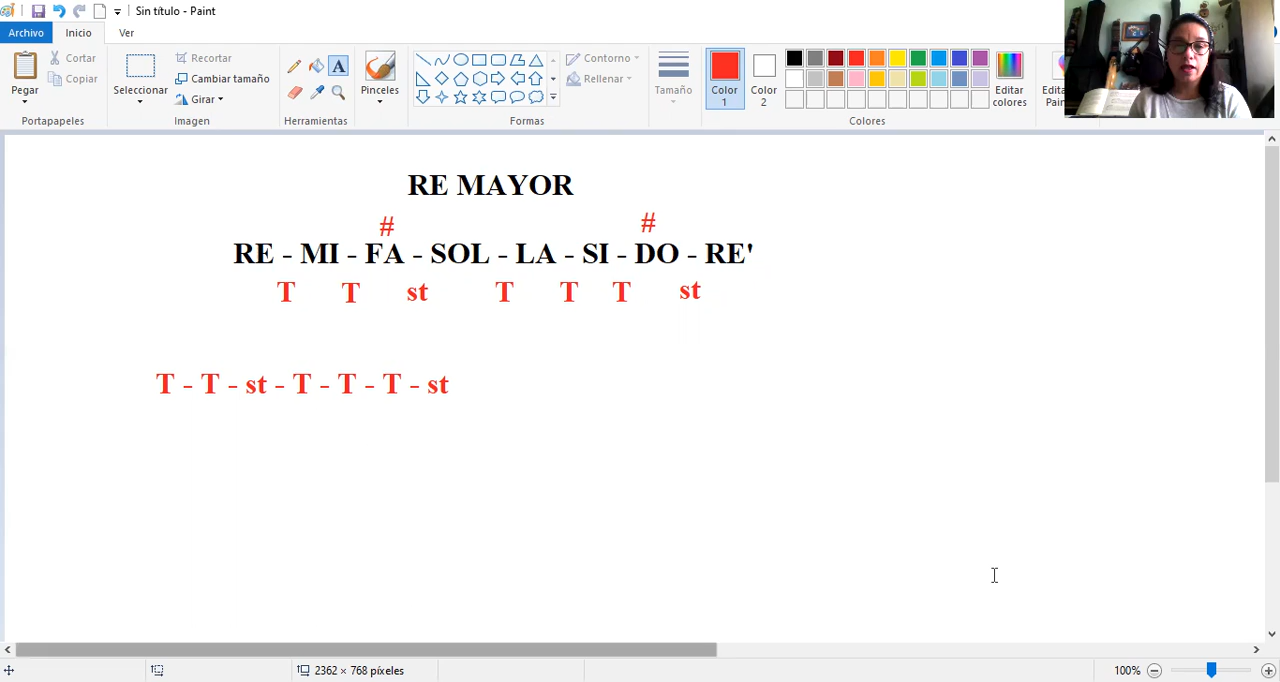 Sin título - Paint
Archivo Inicio Ver
Pegar
Cortar
Copiar
Portapapeles
Seleccionar
Recortar
Cambiar tamaño
Girar
Imagen
A
Herramientas
Pinceles
Contorno
Rellenar
Formas
Tamaño
Color 1
Color 2
Editar colores
Colores
RE MAYOR
# #
RE - MI - FA - SOL - LA - SI - DO - RE'
T T st T T T st
T - T - st - T - T - T - st
2362 × 768 píxeles
100%